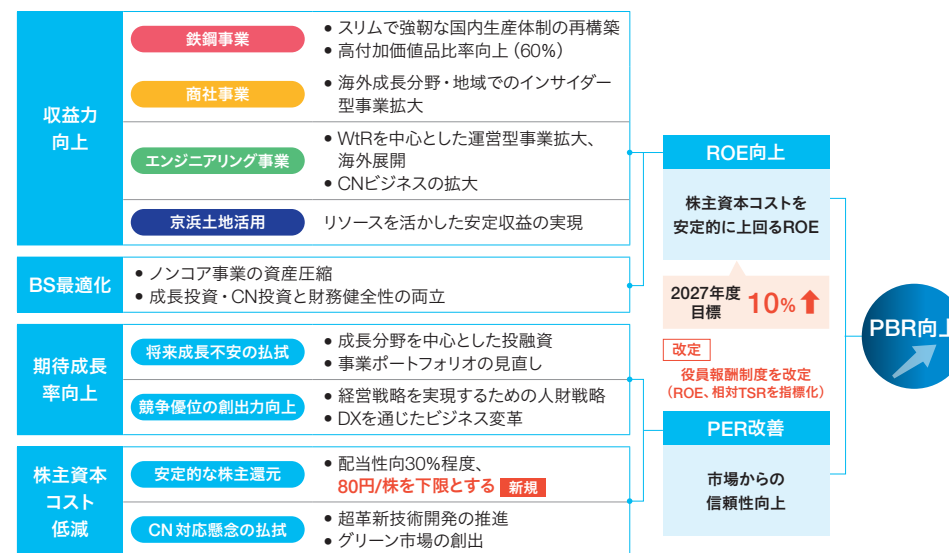 収益力
向上
鉄鋼事業
• スリムで強靭な国内生産体制の再構築
• 高付加価値品比率向上（60%）
商社事業
• 海外成長分野・地域でのインサイダー
型事業拡大
エンジニアリング事業
• WtRを中心とした運営型事業拡大、
海外展開
• CNビジネスの拡大
京浜土地活用
リソースを活かした安定収益の実現
BS最適化
• ノンコア事業の資産圧縮
• 成長投資・CN投資と財務健全性の両立
期待成長
率向上
将来成長不安の払拭
• 成長分野を中心とした投融資
• 事業ポートフォリオの見直し
競争優位の創出力向上
• 経営戦略を実現するための人財戦略
• DXを通じたビジネス変革
株主資本
コスト
低減
安定的な株主還元
• 配当性向30%程度、
80円/株を下限とする 新規
CN対応懸念の払拭
• 超革新技術開発の推進
• グリーン市場の創出
ROE向上
株主資本コストを
安定的に上回るROE
2027年度
目標
10%
改定
役員報酬制度を改定
（ROE、相対TSRを指標化）
PER改善
市場からの
信頼性向上
PBR向上